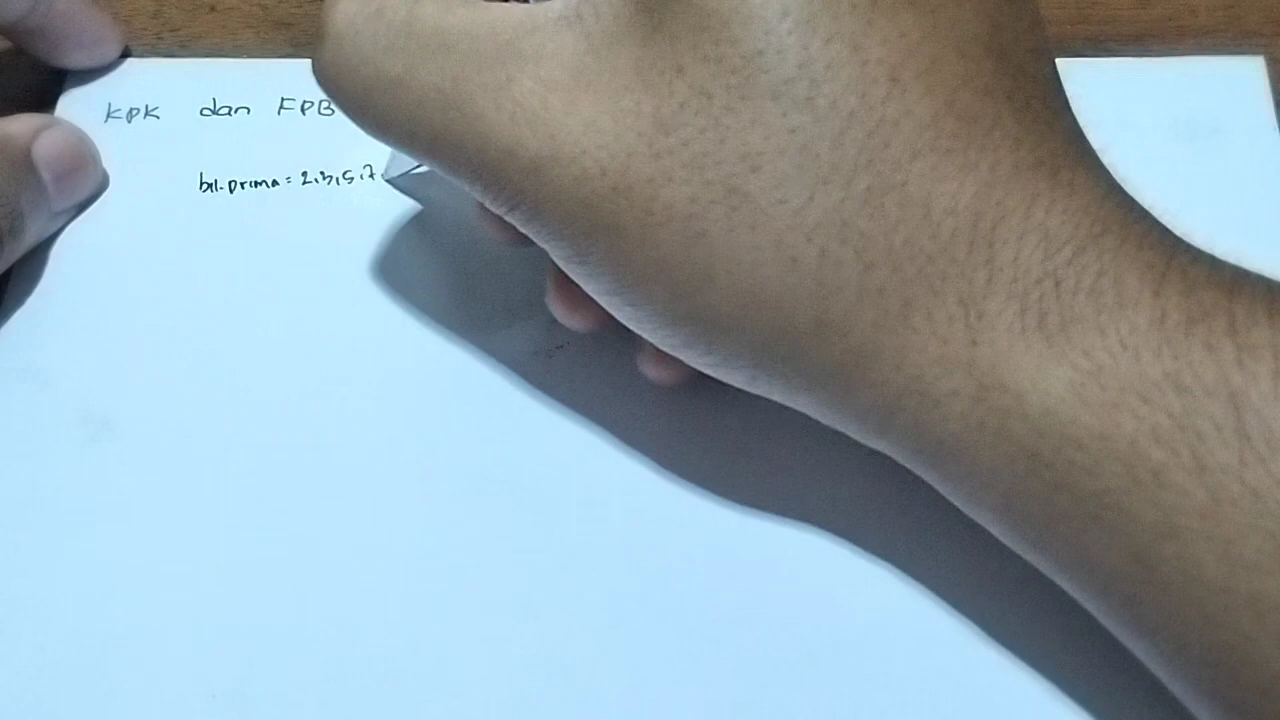 KPK dan FPB
bil.prima = 2,3,5,7,